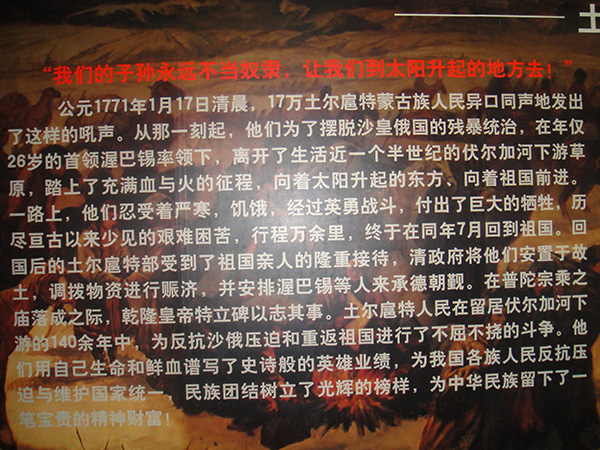 土
“我们的子孙永远不当奴隶，让我们到太阳升起的地方去！”
公元1771年1月17日清晨，17万土尔扈特蒙古族人民异口同声地发出
了这样的吼声。从那一刻起，他们为了摆脱沙皇俄国的残暴统治，在年仅
26岁的首领渥巴锡率领下，离开了生活近一个半世纪的伏尔加河下游草
原，踏上了充满血与火的征程，向着太阳升起的东方、向着祖国前进。
一路上，他们忍受着严寒，饥饿，经过英勇战斗，付出了巨大的牺牲，历
尽亘古以来少见的艰难困苦，行程万余里，终于在同年7月回到祖国。回
国后的土尔扈特部受到了祖国亲人的隆重接待，清政府将他们安置于故
土，调拨物资进行赈济，并安排渥巴锡等人来承德朝觐。在普陀宗乘之
庙落成之际，乾隆皇帝特立碑以志其事。土尔扈特人民在留居伏尔加河下
游的140余年中，为反抗沙俄压迫和重返祖国进行了不屈不挠的斗争。他
们用自己生命和鲜血谱写了史诗般的英雄业绩，为我国各族人民反抗压
迫与维护国家统一，民族团结树立了光辉的榜样，为中华民族留下了一
笔宝贵的精神财富！